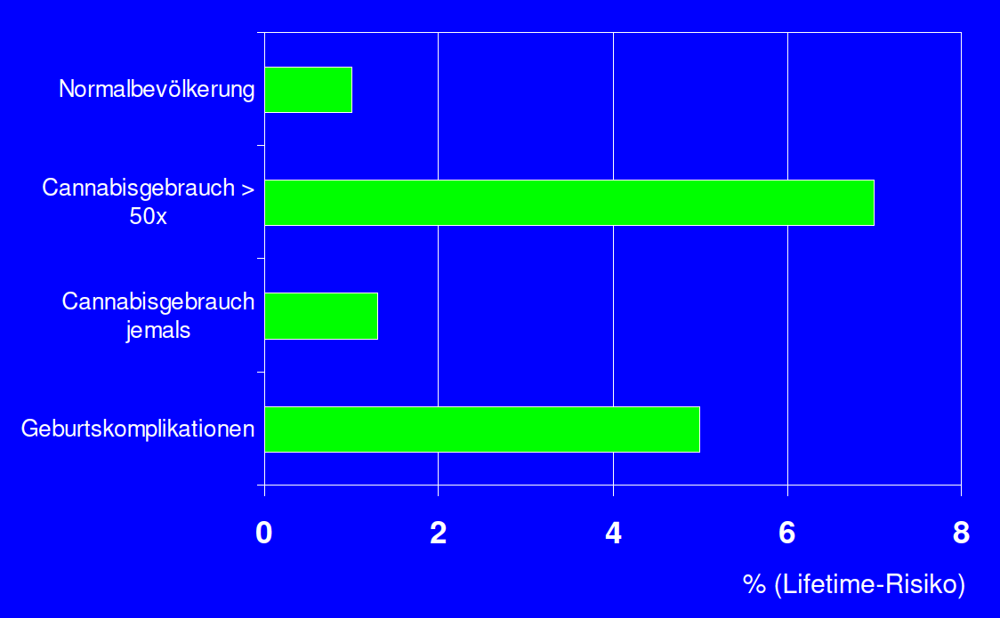 Normalbevölkerung
Cannabisgebrauch >
50x
Cannabisgebrauch
jemals
Geburtskomplikationen
0 2 4 6 8
% (Lifetime-Risiko)